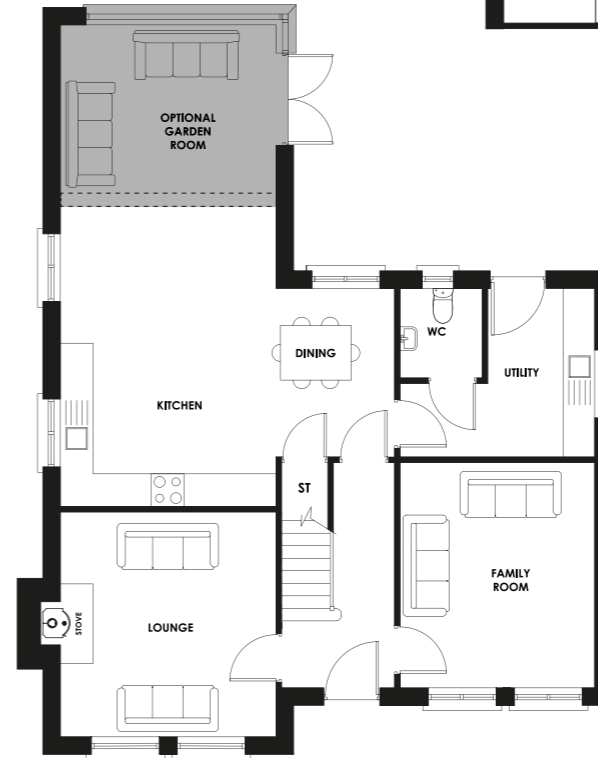 OPTIONAL
GARDEN
ROOM
DINING
WC
UTILITY
KITCHEN
ST
FAMILY
ROOM
LOUNGE
STOVE